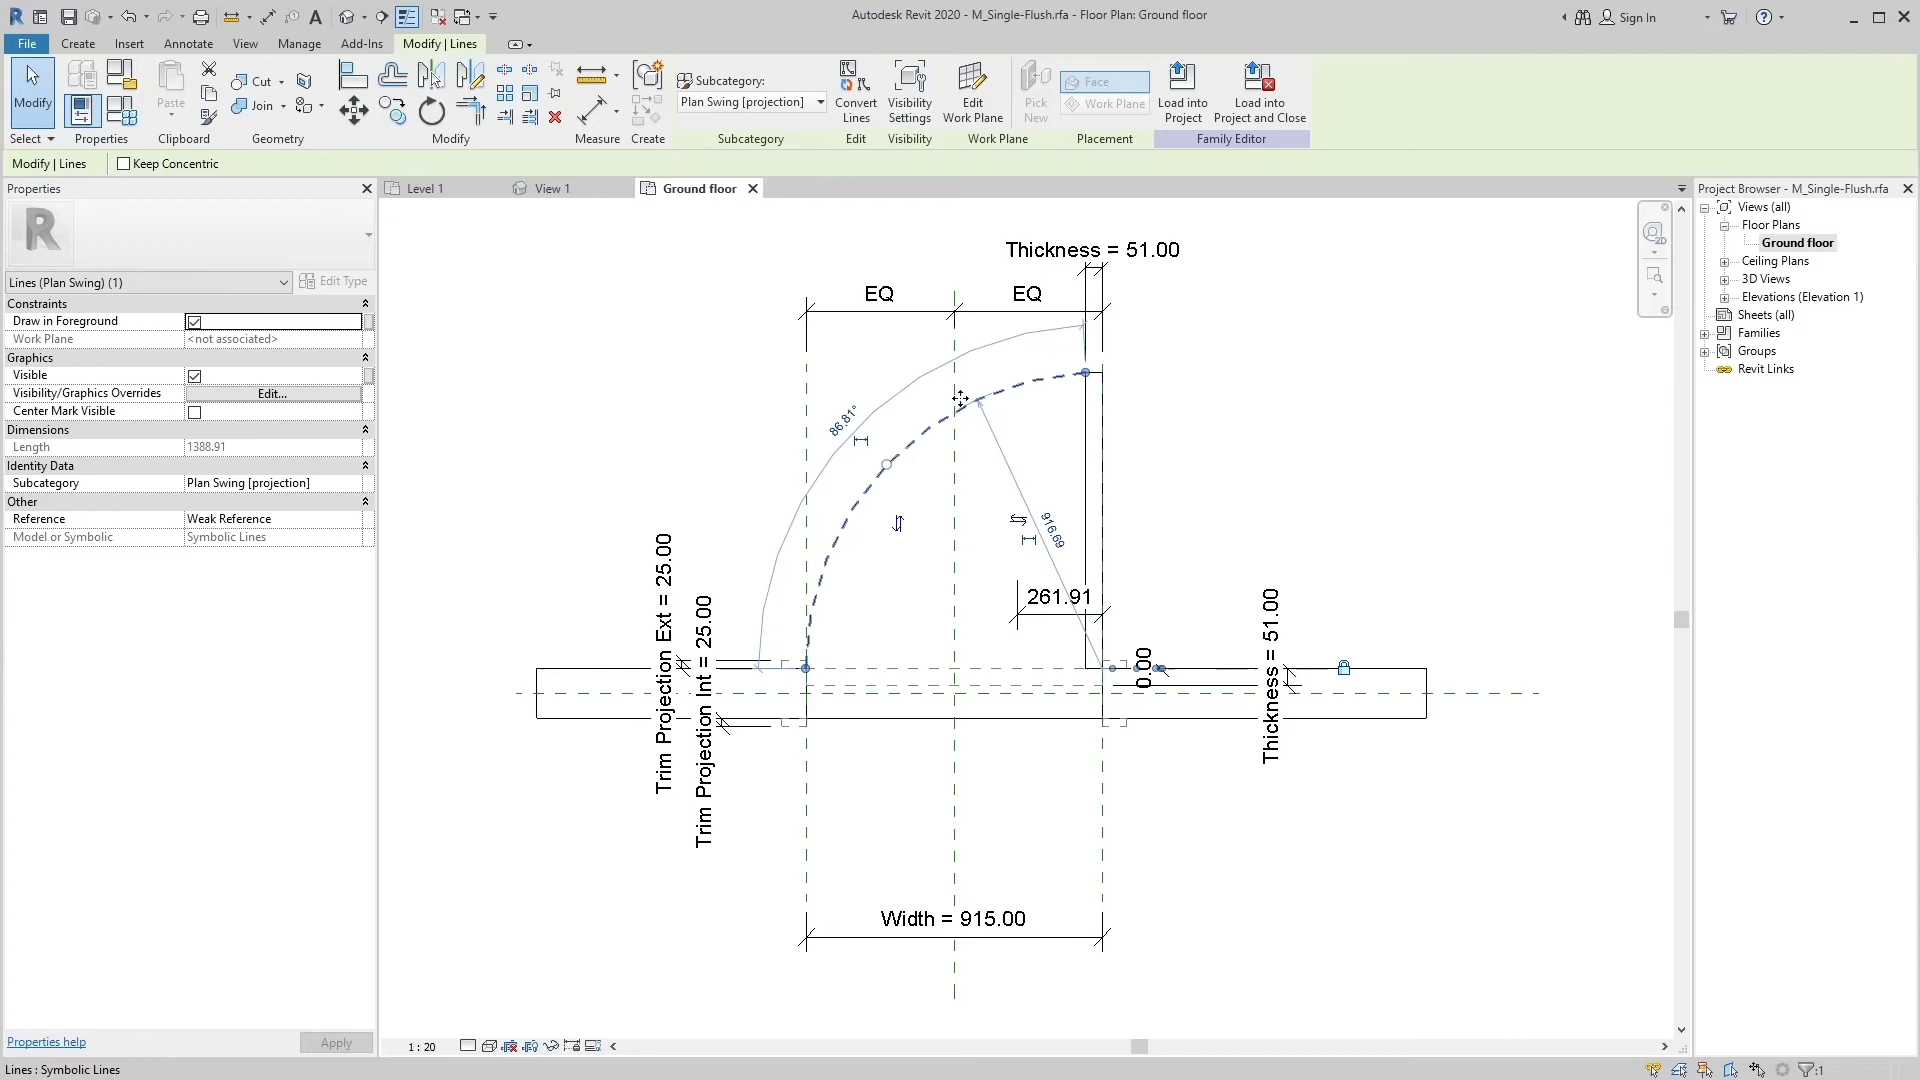 Autodesk Revit 2020 - M_Single-Flush.rfa - Floor Plan: Ground floor
Sign In
File
Create
Insert
Annotate
View
Manage
Add-Ins
Modify | Lines
Modify
Select
Properties
Paste
Clipboard
Cut
Join
Geometry
Modify
Measure
Create
Subcategory:
Plan Swing [projection]
Subcategory
Convert
Lines
Edit
Visibility
Settings
Visibility
Edit
Work Plane
Work Plane
Pick
New
Face
Work Plane
Placement
Load into
Project
Load into
Project and Close
Family Editor
Modify | Lines
Keep Concentric
Properties
R
Lines (Plan Swing) (1)
Edit Type
Constraints
Draw in Foreground
Work Plane <not associated>
Graphics
Visible
Visibility/Graphics Overrides Edit...
Center Mark Visible
Dimensions
Length 1388.91
Identity Data
Subcategory Plan Swing [projection]
Other
Reference Weak Reference
Model or Symbolic Symbolic Lines
Properties help
Apply
Level 1
View 1
Ground floor
Thickness = 51.00
EQ
EQ
86.81°
916.69
261.91
0.00
Trim Projection Ext = 25.00
Trim Projection Int = 25.00
Thickness = 51.00
Width = 915.00
2D
1 : 20
Project Browser - M_Single-Flush.rfa
Views (all)
Floor Plans
Ground floor
Ceiling Plans
3D Views
Elevations (Elevation 1)
Sheets (all)
Families
Groups
Revit Links
Lines : Symbolic Lines
:1